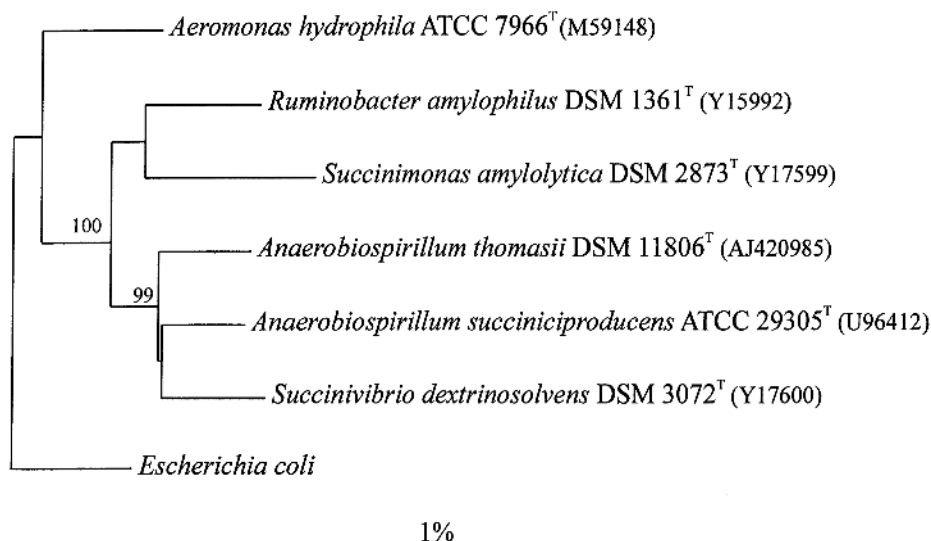 Aeromonas hydrophila ATCC 7966ᵀ (M59148)
Ruminobacter amylophilus DSM 1361ᵀ (Y15992)
Succinimonas amylolytica DSM 2873ᵀ (Y17599)
100
Anaerobiospirillum thomasii DSM 11806ᵀ (AJ420985)
99
Anaerobiospirillum succiniciproducens ATCC 29305ᵀ (U96412)
Succinivibrio dextrinosolvens DSM 3072ᵀ (Y17600)
Escherichia coli
1%